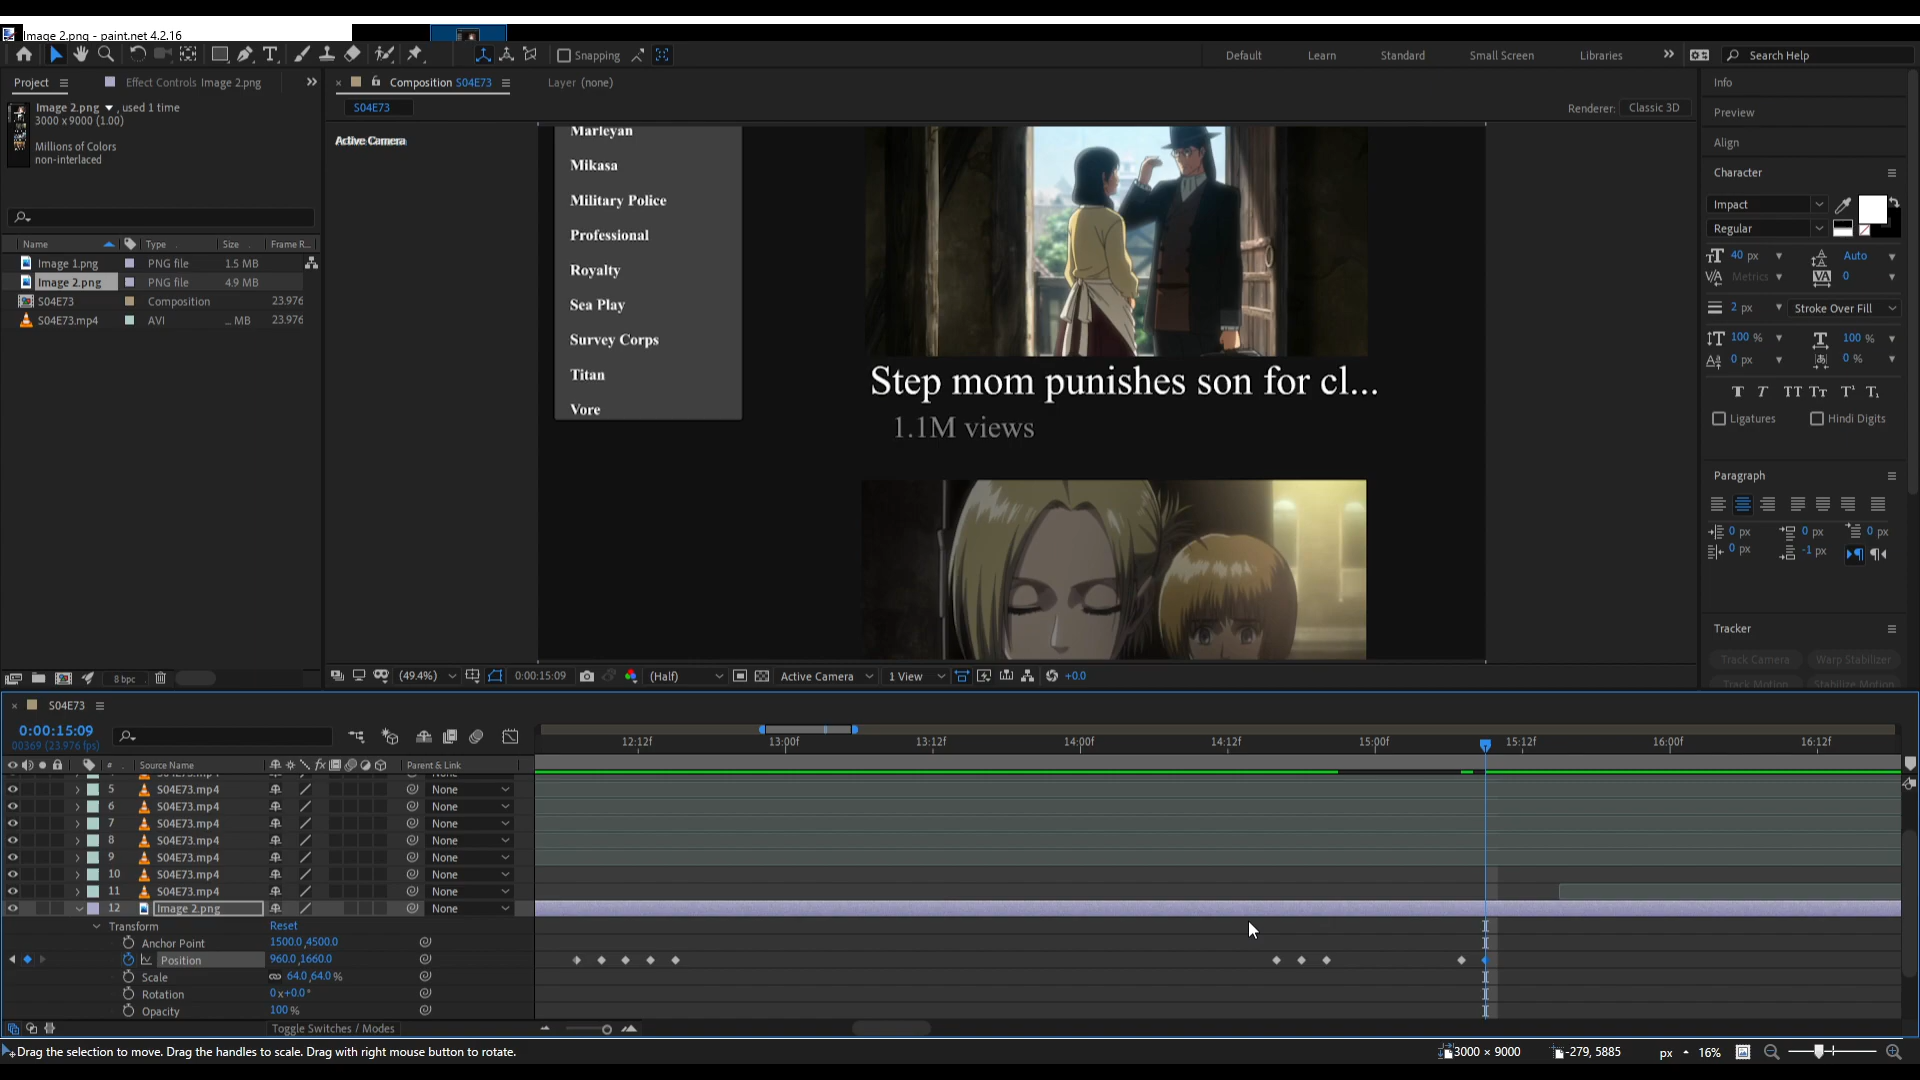 Image 2.png - paint.net 4.2.16
Snapping
Default
Learn
Standard
Small Screen
Libraries
Search Help
Project
Effect Controls Image 2.png
Image 2.png , used 1 time
3000 x 9000 (1.00)
Millions of Colors
non-interlaced
Name
Type
Size
Frame R...
Image 1.png
PNG file
1.5 MB
Image 2.png
PNG file
4.9 MB
S04E73
Composition
23.976
S04E73.mp4
AVI
... MB
23.976
8 bpc
Composition S04E73
Layer (none)
S04E73
Renderer:
Classic 3D
Active Camera
Marleyan
Mikasa
Military Police
Professional
Royalty
Sea Play
Survey Corps
Titan
Vore
Step mom punishes son for cl...
1.1M views
(49.4%)
0:00:15:09
(Half)
Active Camera
1 View
+0.0
Info
Preview
Align
Character
Impact
Regular
40 px
Auto
Metrics
0
2 px
Stroke Over Fill
100 %
100 %
0 px
0 %
Ligatures
Hindi Digits
Paragraph
0 px
0 px
0 px
0 px
-1 px
Tracker
Track Camera
Warp Stabilizer
Track Motion
Stabilize Motion
S04E73
0:00:15:09
00369 (23.976 fps)
12:12f
13:00f
13:12f
14:00f
14:12f
15:00f
15:12f
16:00f
16:12f
#
Source Name
Parent & Link
5 S04E73.mp4 None
6 S04E73.mp4 None
7 S04E73.mp4 None
8 S04E73.mp4 None
9 S04E73.mp4 None
10 S04E73.mp4 None
11 S04E73.mp4 None
12 Image 2.png None
Transform
Reset
Anchor Point
1500.0,4500.0
Position
960.0,1660.0
Scale
64.0,64.0 %
Rotation
0x+0.0°
Opacity
100 %
Toggle Switches / Modes
Drag the selection to move. Drag the handles to scale. Drag with right mouse button to rotate.
3000 × 9000
-279, 5885
px
16%